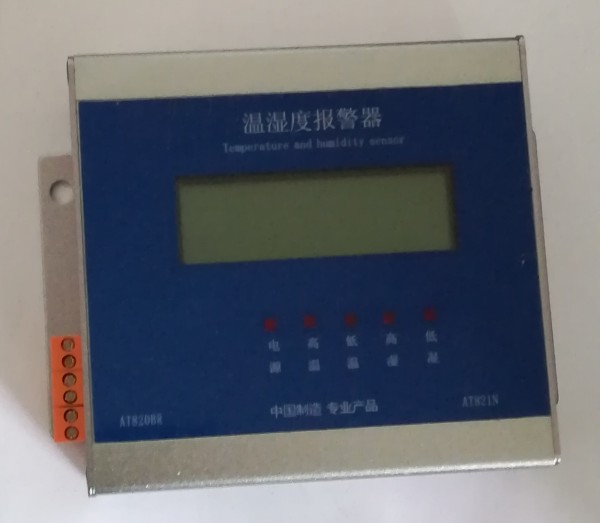 温湿度报警器
Temperature and humidity sensor
电源 高温 低温 高湿 低湿
AT820BR
中国制造 专业产品
AT821N